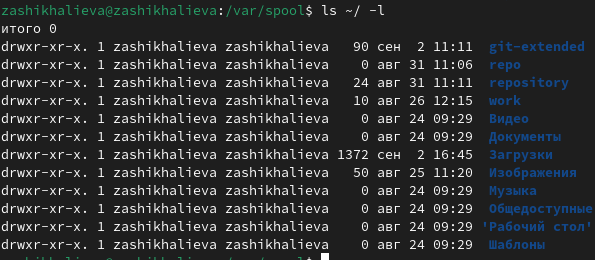 zashikhalieva@zashikhalieva:/var/spool$ ls ~/ -l
итого 0
drwxr-xr-x. 1 zashikhalieva zashikhalieva   90 сен  2 11:11  git-extended
drwxr-xr-x. 1 zashikhalieva zashikhalieva    0 авг 31 11:06  repo
drwxr-xr-x. 1 zashikhalieva zashikhalieva   24 авг 31 11:11  repository
drwxr-xr-x. 1 zashikhalieva zashikhalieva   10 авг 26 12:15  work
drwxr-xr-x. 1 zashikhalieva zashikhalieva    0 авг 24 09:29  Видео
drwxr-xr-x. 1 zashikhalieva zashikhalieva    0 авг 24 09:29  Документы
drwxr-xr-x. 1 zashikhalieva zashikhalieva 1372 сен  2 16:45  Загрузки
drwxr-xr-x. 1 zashikhalieva zashikhalieva   50 авг 25 11:20  Изображения
drwxr-xr-x. 1 zashikhalieva zashikhalieva    0 авг 24 09:29  Музыка
drwxr-xr-x. 1 zashikhalieva zashikhalieva    0 авг 24 09:29  Общедоступные
drwxr-xr-x. 1 zashikhalieva zashikhalieva    0 авг 24 09:29 'Рабочий стол'
drwxr-xr-x. 1 zashikhalieva zashikhalieva    0 авг 24 09:29  Шаблоны
zashikhalieva@zashikhalieva:/var/spool$